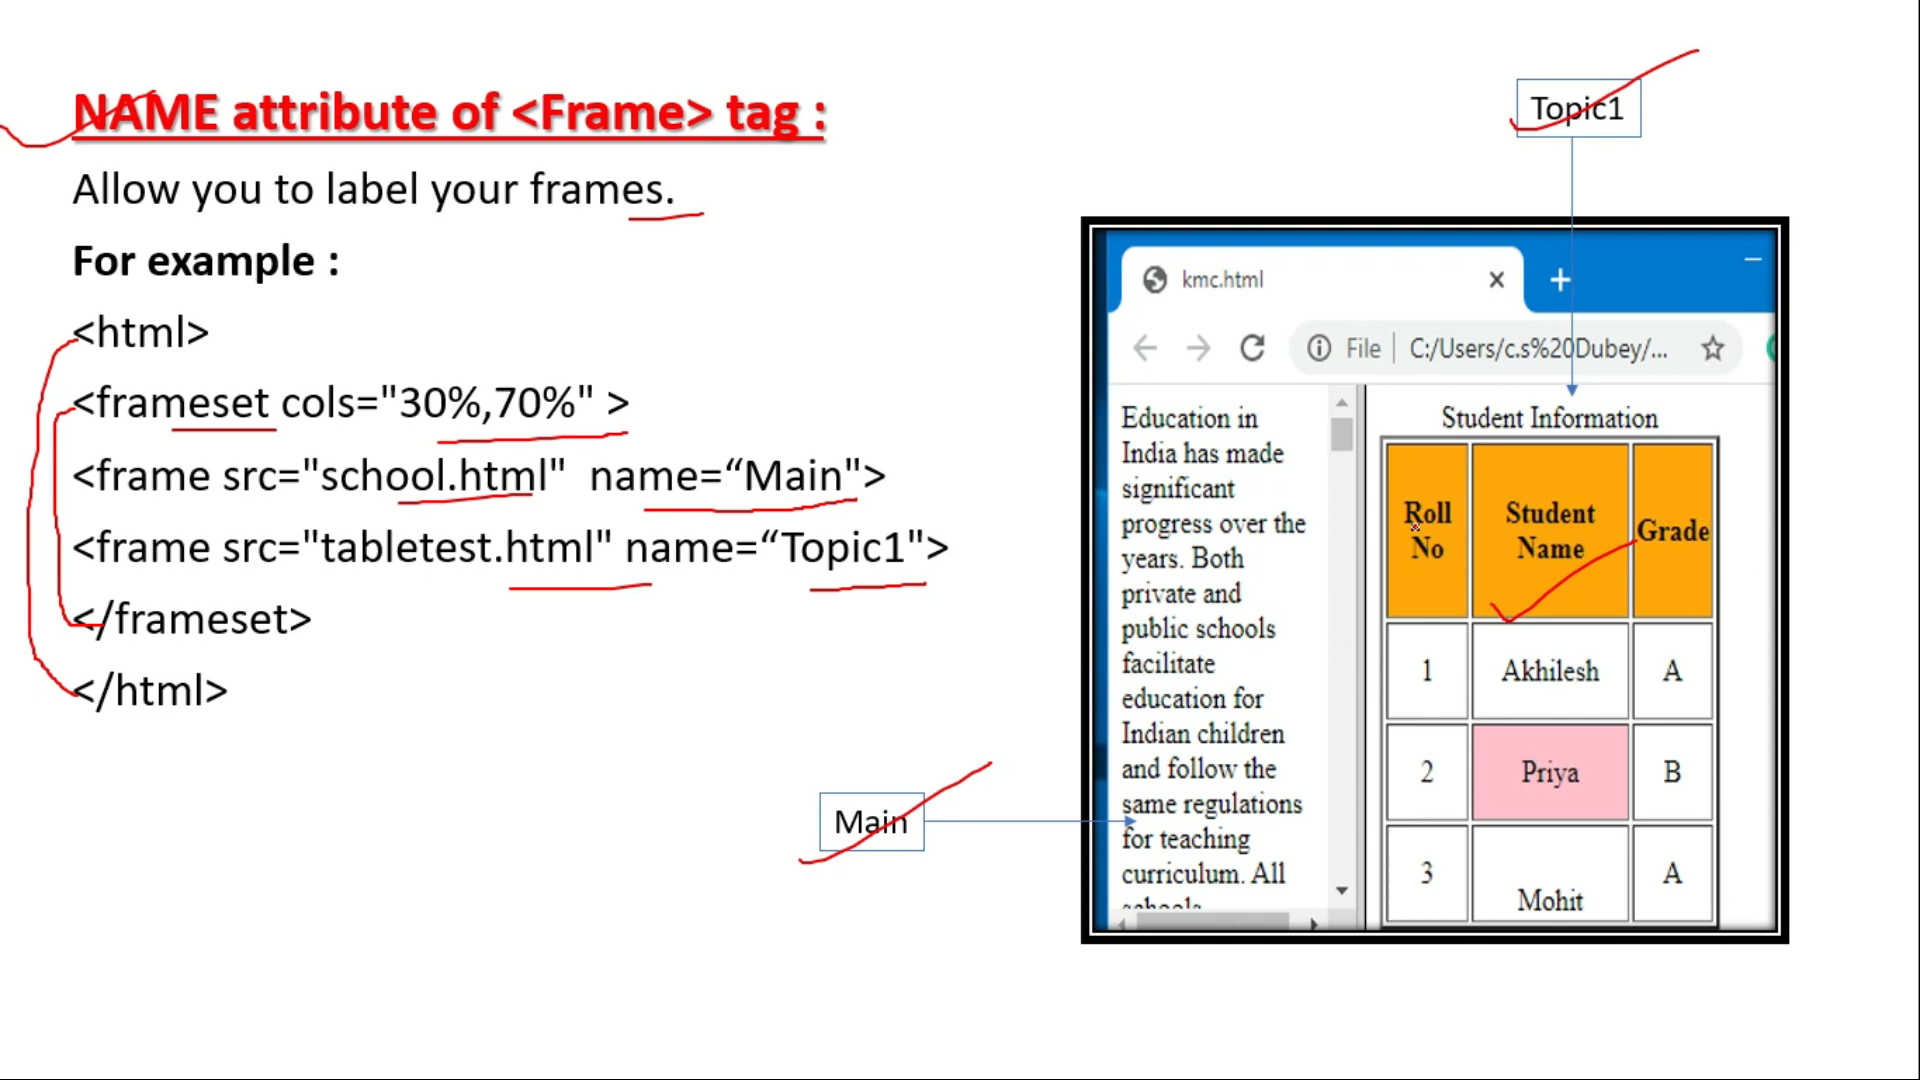 NAME attribute of <Frame> tag :
Allow you to label your frames.
For example :
<html>
<frameset cols="30%,70%" >
<frame src="school.html"  name=“Main">
<frame src="tabletest.html" name=“Topic1">
</frameset>
</html>
Main
Topic1
kmc.html
File
C:/Users/c.s%20Dubey/...
Education in
India has made
significant
progress over the
years. Both
private and
public schools
facilitate
education for
Indian children
and follow the
same regulations
for teaching
curriculum. All
schools
Student Information
Roll No Student Name Grade
1 Akhilesh A
2 Priya B
3 Mohit A